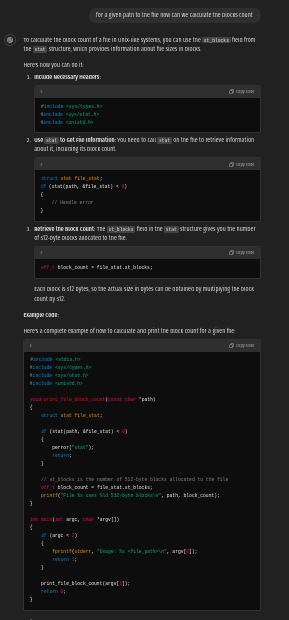 for a given path to the file how can we calculate the blocks count
To calculate the block count of a file in Unix-like systems, you can use the st_blocks field from
the stat structure, which provides information about file sizes in blocks.
Here's how you can do it:
1. Include Necessary Headers:
c
Copy code
#include <sys/types.h>
#include <sys/stat.h>
#include <unistd.h>
2. Use stat to Get File Information: You need to call stat on the file to retrieve information
about it, including its block count.
c
Copy code
struct stat file_stat;
if (stat(path, &file_stat) < 0)
{
// Handle error
}
3. Retrieve the Block Count: The st_blocks field in the stat structure gives you the number
of 512-byte blocks allocated to the file.
c
Copy code
off_t block_count = file_stat.st_blocks;
Each block is 512 bytes, so the actual size in bytes can be obtained by multiplying the block
count by 512.
Example Code:
Here's a complete example of how to calculate and print the block count for a given file:
c
Copy code
#include <stdio.h>
#include <sys/types.h>
#include <sys/stat.h>
#include <unistd.h>
void print_file_block_count(const char *path)
{
struct stat file_stat;
if (stat(path, &file_stat) < 0)
{
perror("stat");
return;
}
// st_blocks is the number of 512-byte blocks allocated to the file
off_t block_count = file_stat.st_blocks;
printf("File %s uses %ld 512-byte blocks\n", path, block_count);
}
int main(int argc, char *argv[])
{
if (argc < 2)
{
fprintf(stderr, "Usage: %s <file_path>\n", argv[0]);
return 1;
}
print_file_block_count(argv[1]);
return 0;
}